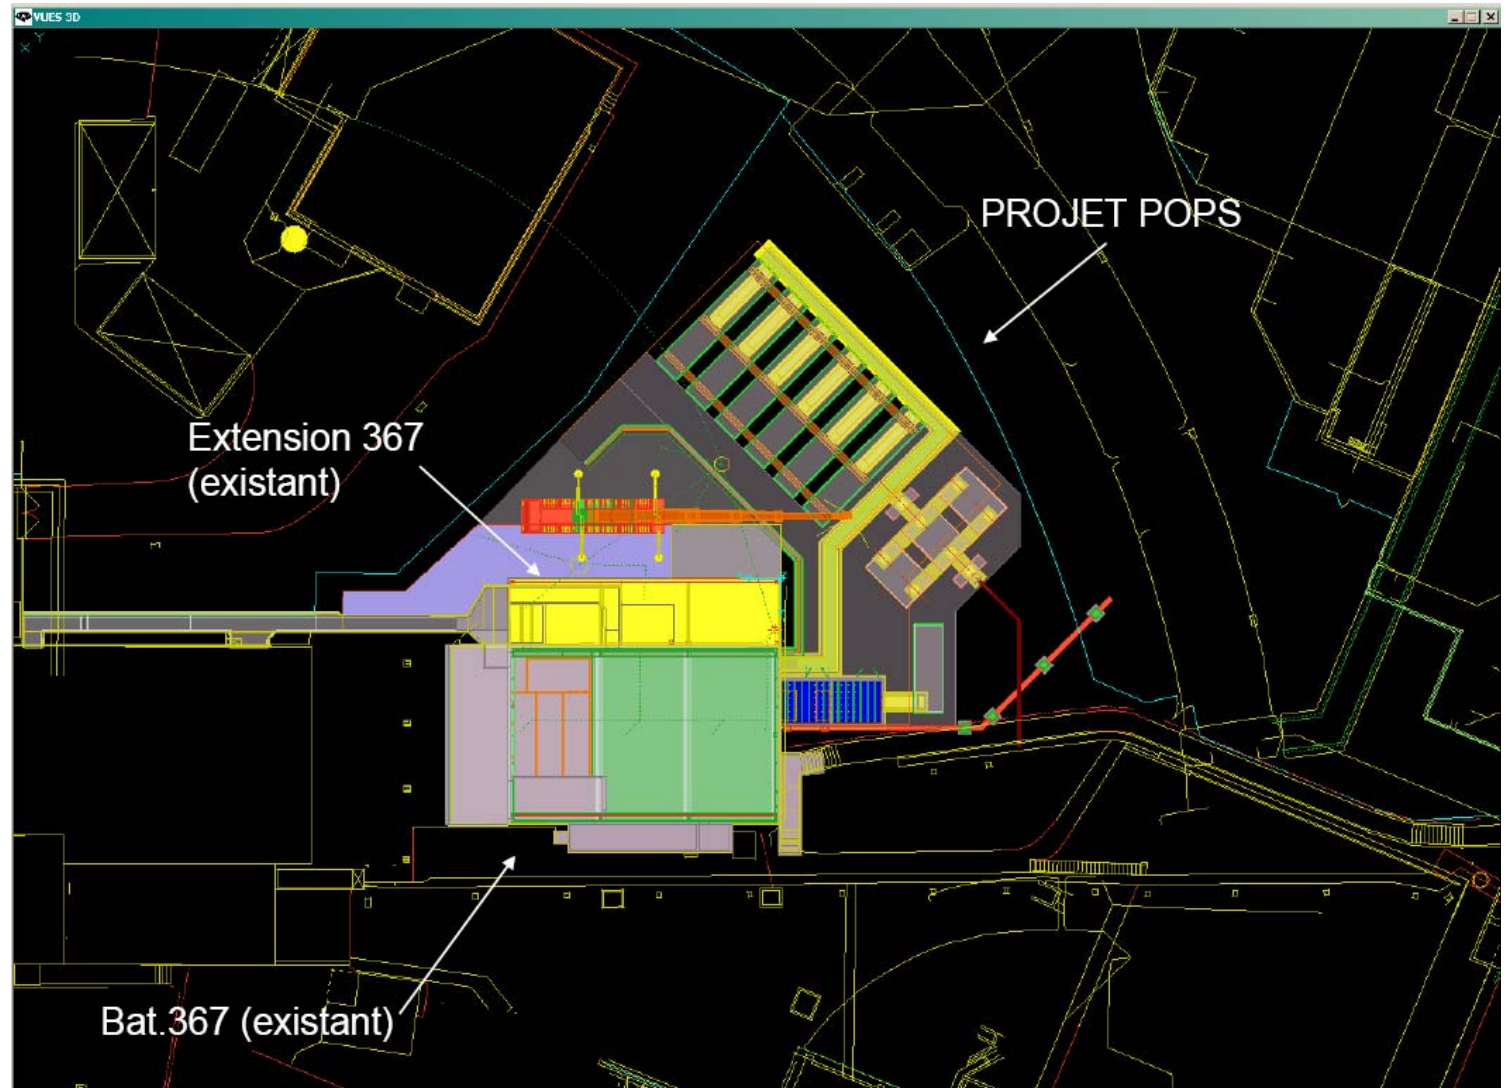 VUES 3D
PROJET POPS
Extension 367
(existant)
Bat.367 (existant)